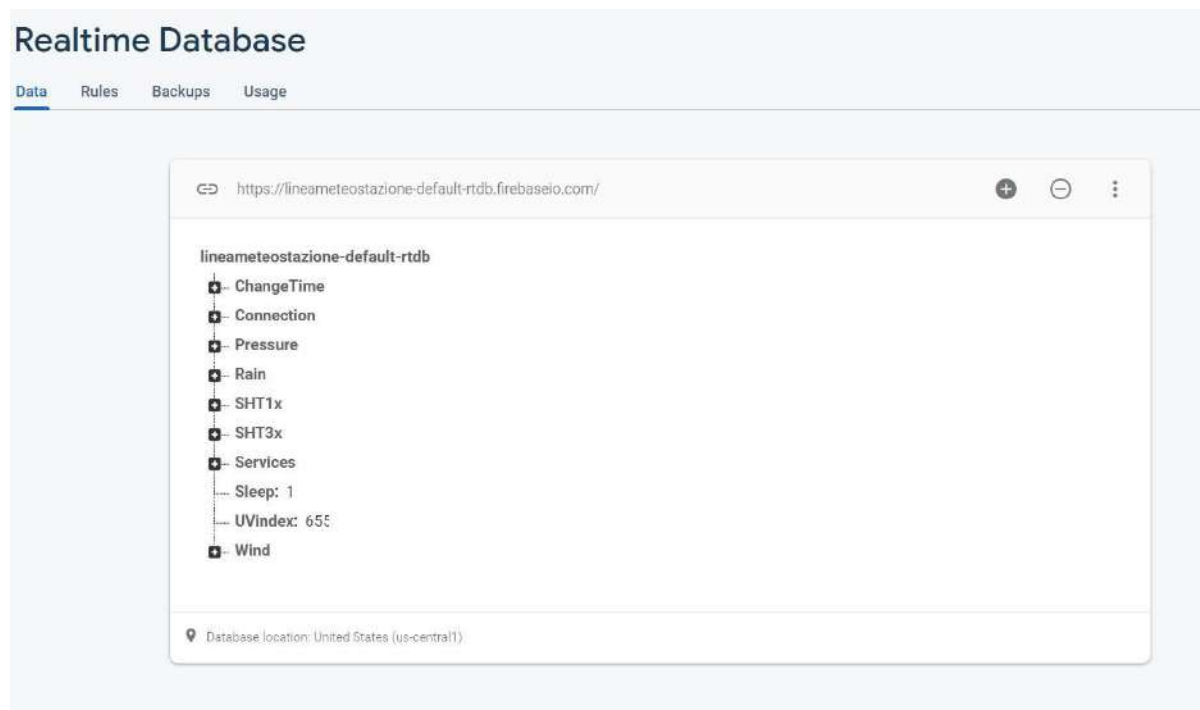 Realtime Database
Data Rules Backups Usage
https://lineameteostazione-default-rtdb.firebaseio.com/
lineameteostazione-default-rtdb
ChangeTime
Connection
Pressure
Rain
SHT1x
SHT3x
Services
Sleep: 1
UVindex:
Wind
Database location: United States (us-central1)